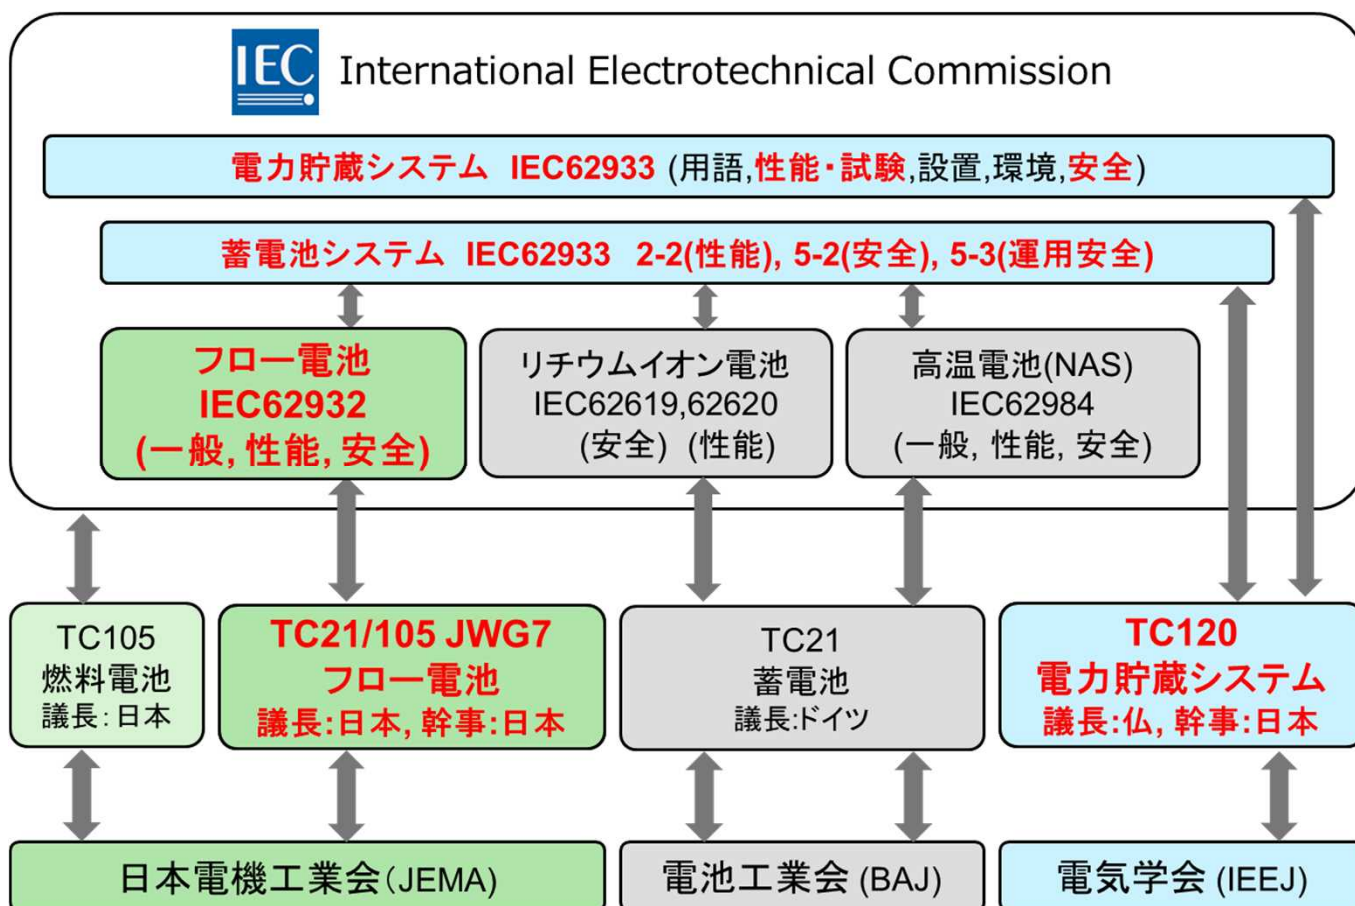 IEC International Electrotechnical Commission
電力貯蔵システム IEC62933 (用語,性能・試験,設置,環境,安全)
蓄電池システム IEC62933 2-2(性能), 5-2(安全), 5-3(運用安全)
フロー電池
IEC62932
(一般, 性能, 安全)
リチウムイオン電池
IEC62619,62620
(安全) (性能)
高温電池(NAS)
IEC62984
(一般, 性能, 安全)
TC105
燃料電池
議長:日本
TC21/105 JWG7
フロー電池
議長:日本, 幹事:日本
TC21
蓄電池
議長:ドイツ
TC120
電力貯蔵システム
議長:仏, 幹事:日本
日本電機工業会(JEMA)
電池工業会 (BAJ)
電気学会 (IEEJ)